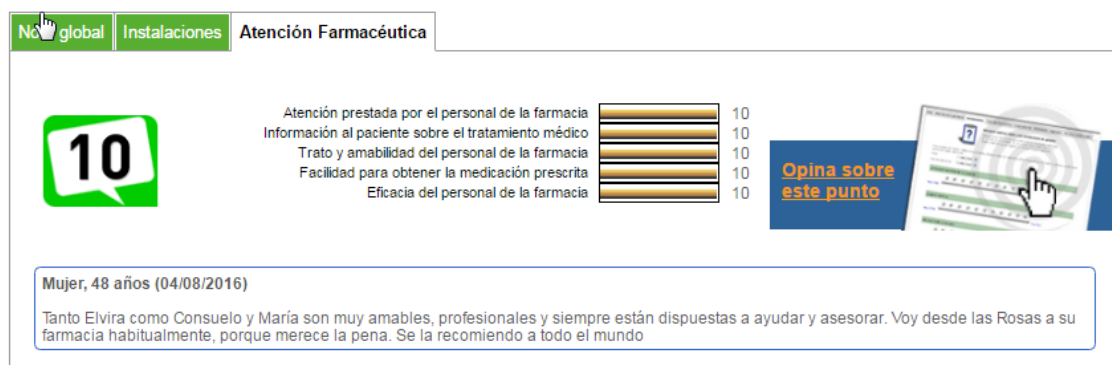 global
Instalaciones
Atención Farmacéutica
10
Atención prestada por el personal de la farmacia 10
Información al paciente sobre el tratamiento médico 10
Trato y amabilidad del personal de la farmacia 10
Facilidad para obtener la medicación prescrita 10
Eficacia del personal de la farmacia 10
Opina sobre
este punto
Mujer, 48 años (04/08/2016)
Tanto Elvira como Consuelo y María son muy amables, profesionales y siempre están dispuestas a ayudar y asesorar. Voy desde las Rosas a su
farmacia habitualmente, porque merece la pena. Se la recomiendo a todo el mundo